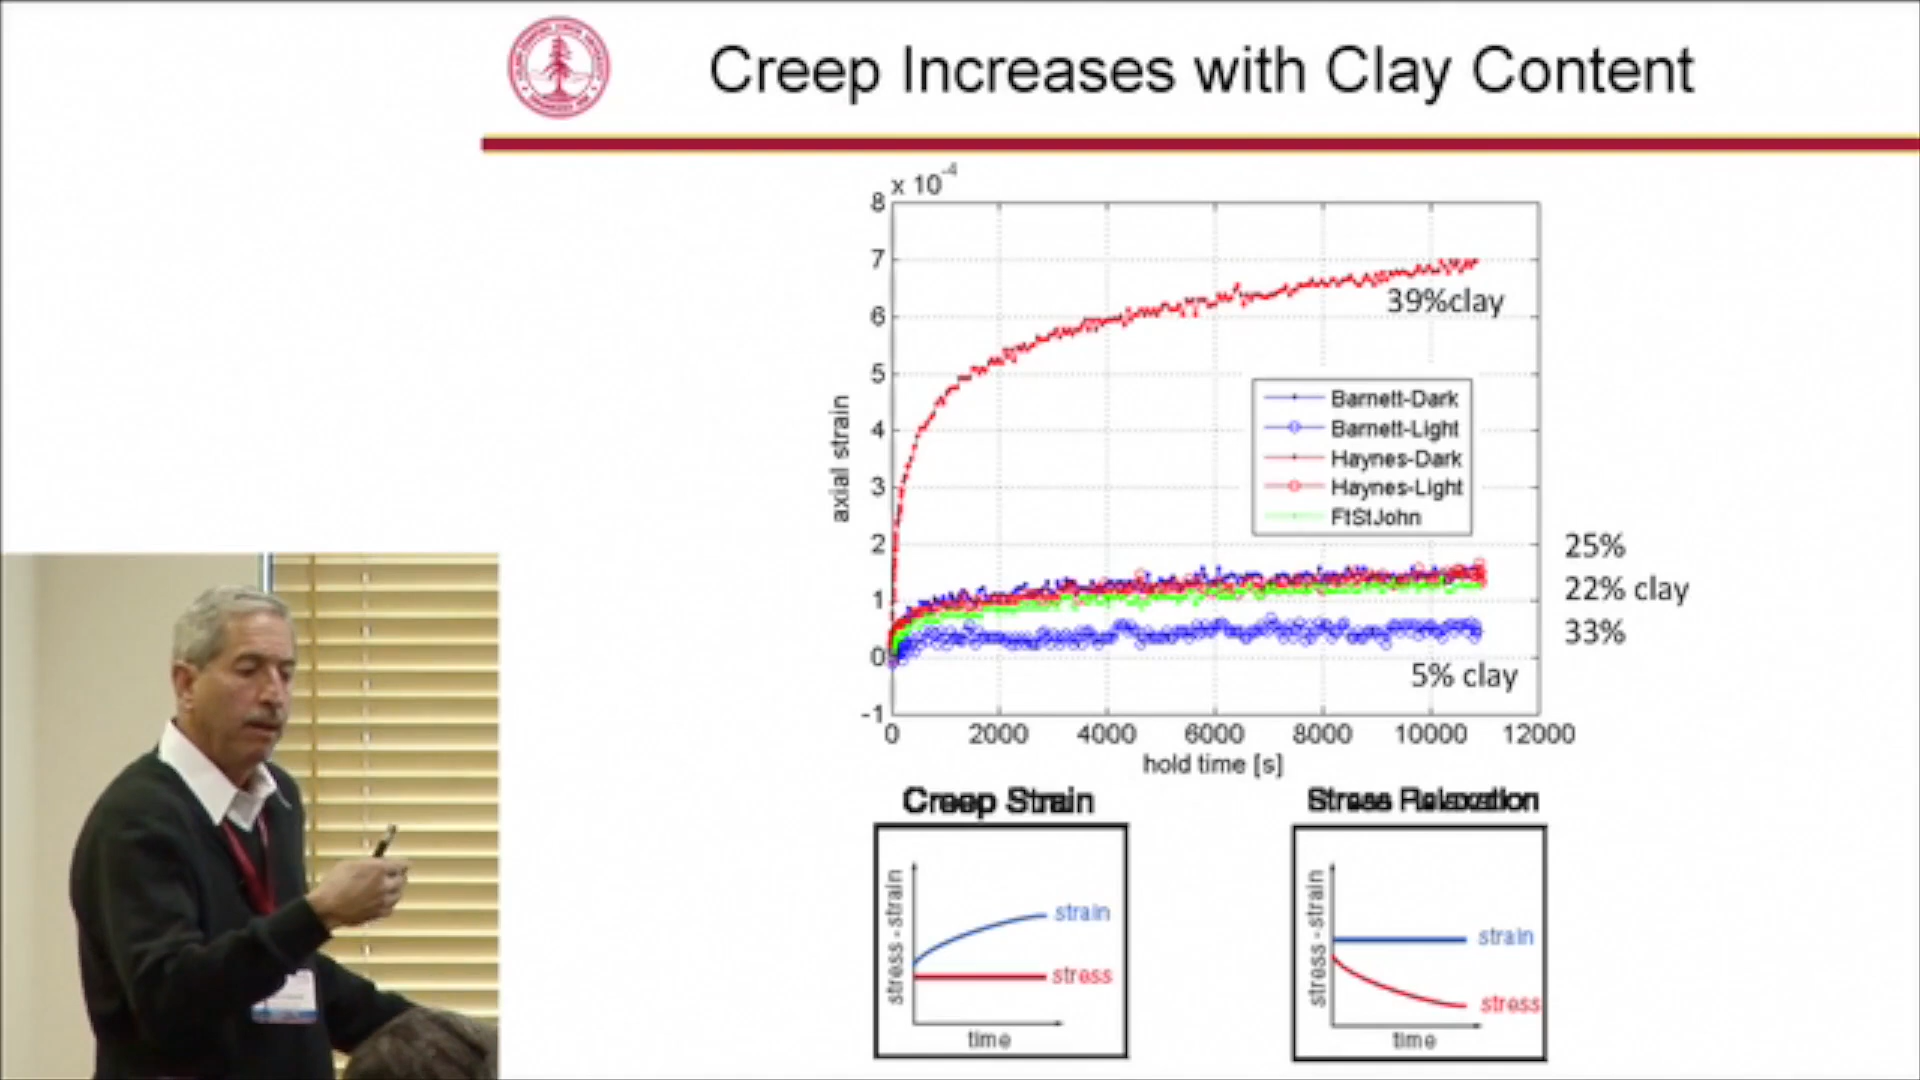 Creep Increases with Clay Content
x 10^-4
8
7
6
5
4
3
2
1
0
-1
axial strain
39%clay
Barnett-Dark
Barnett-Light
Haynes-Dark
Haynes-Light
FtStJohn
25%
22% clay
33%
5% clay
0 2000 4000 6000 8000 10000 12000
hold time [s]
Creep Strain
stress - strain
strain
stress
time
Stress Relaxation
stress - strain
strain
stress
time